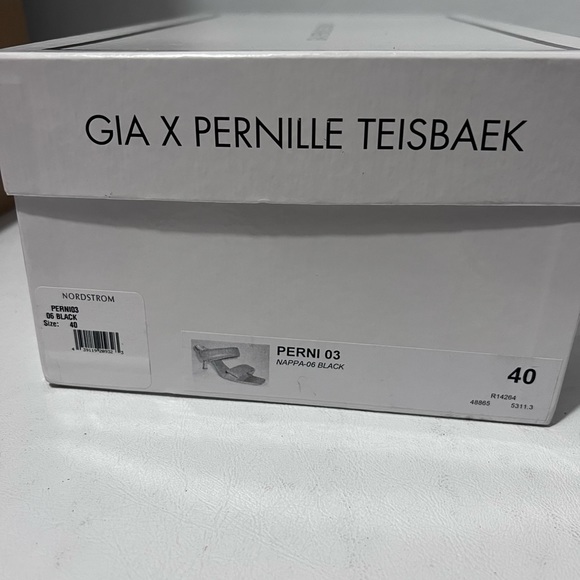 GIA X PERNILLE TEISBAEK
NORDSTROM
PERNI03
06 BLACK
Size: 40
PERNI 03
NAPPA-06 BLACK
40
R14264
48865 5311.3